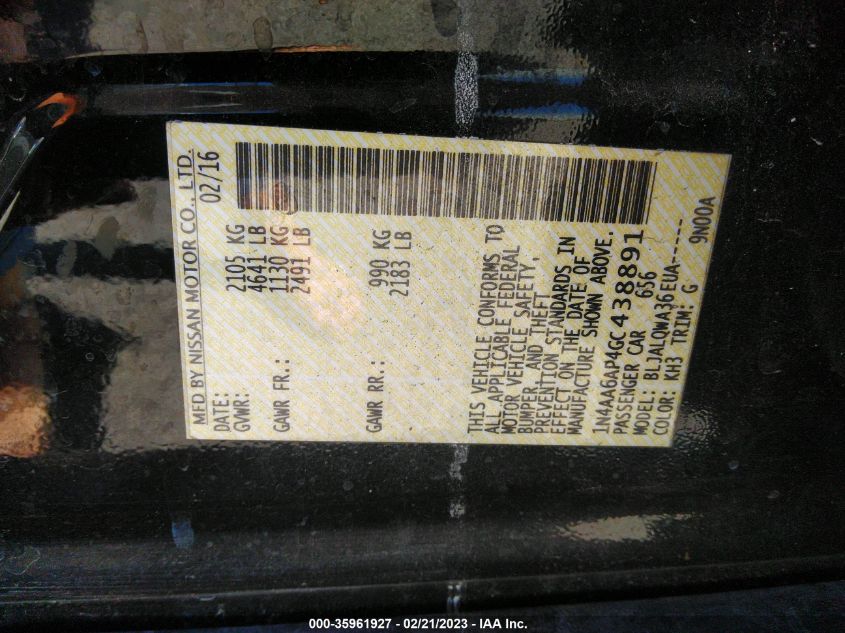 MFD BY NISSAN MOTOR CO., LTD.
DATE: 02/16
GVWR: 2105 KG
4641 LB
GAWR FR.: 1130 KG
2491 LB
GAWR RR.: 990 KG
2183 LB
THIS VEHICLE CONFORMS TO
ALL APPLICABLE FEDERAL
MOTOR VEHICLE SAFETY,
BUMPER, AND THEFT
PREVENTION STANDARDS IN
EFFECT ON THE DATE OF
MANUFACTURE SHOWN ABOVE.
1N4AA6AP4GC438891
PASSENGER CAR 656
MODEL: BLJALQWA36EUA-----
COLOR: KH3 TRIM: G 9N00A
000-35961927 - 02/21/2023 - IAA Inc.